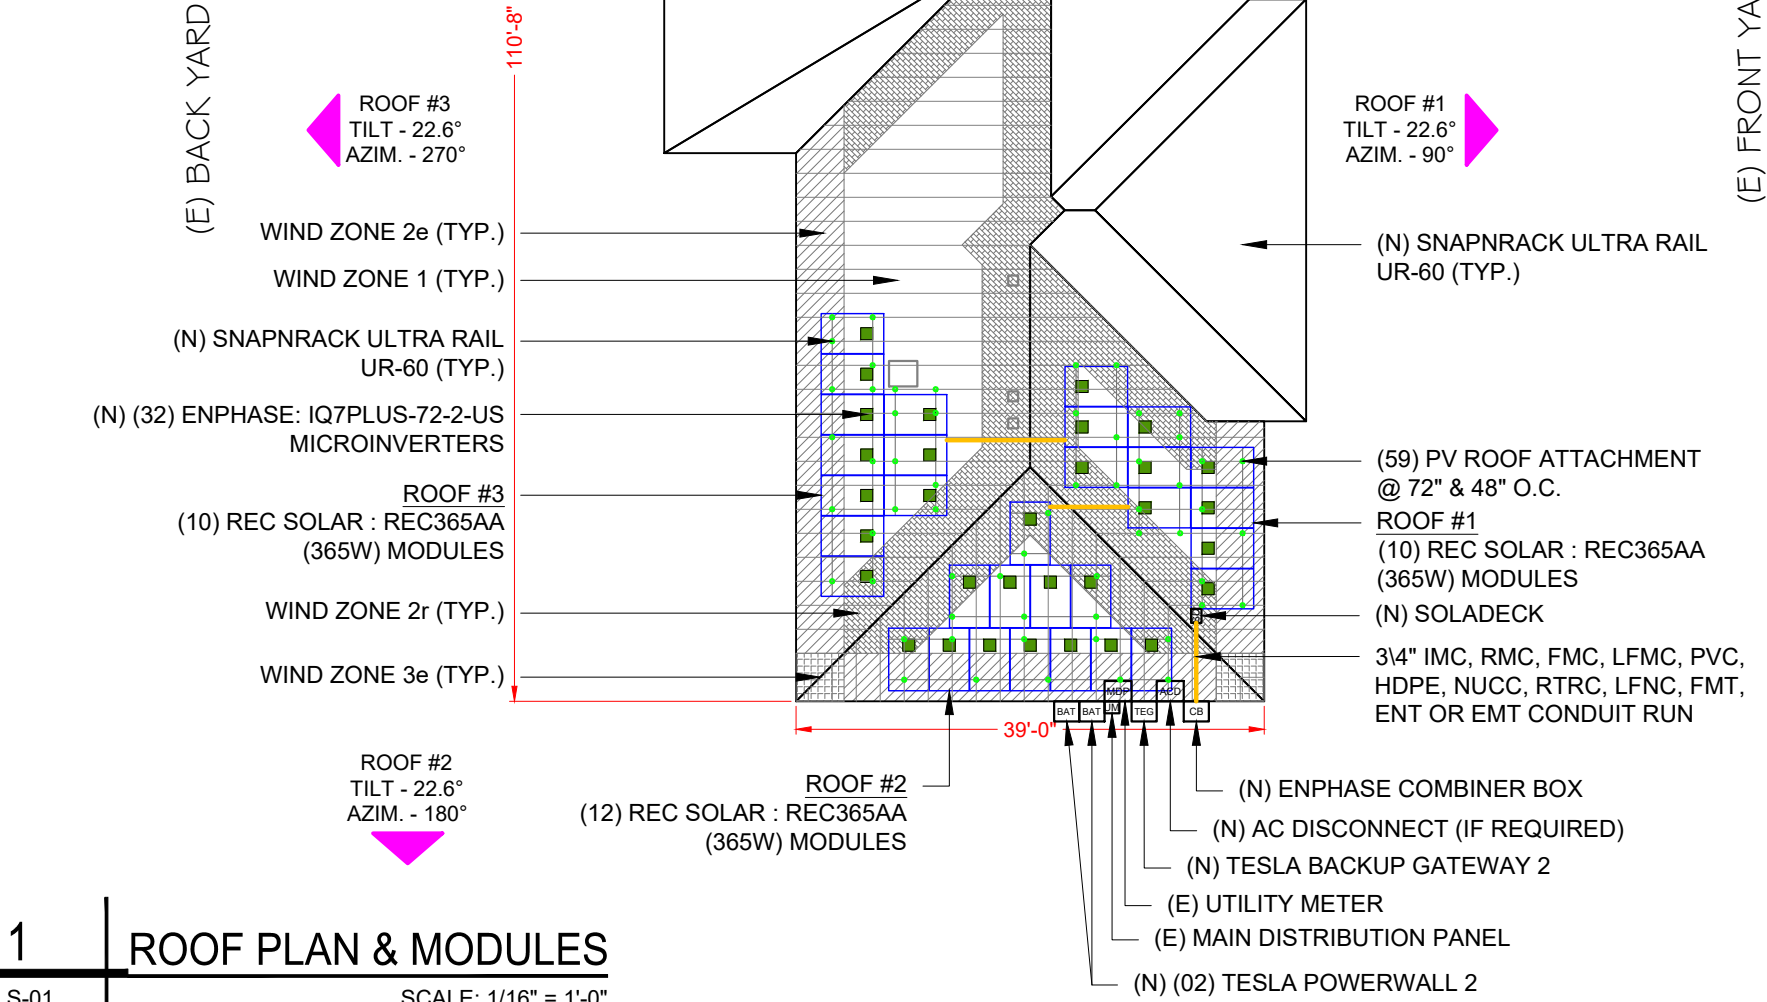 (E) BACK YARD
110'-8"
(E) FRONT YA
ROOF #3
TILT - 22.6°
AZIM. - 270°
ROOF #1
TILT - 22.6°
AZIM. - 90°
WIND ZONE 2e (TYP.)
WIND ZONE 1 (TYP.)
(N) SNAPNRACK ULTRA RAIL
UR-60 (TYP.)
(N) (32) ENPHASE: IQ7PLUS-72-2-US
MICROINVERTERS
ROOF #3
(10) REC SOLAR : REC365AA
(365W) MODULES
WIND ZONE 2r (TYP.)
WIND ZONE 3e (TYP.)
(N) SNAPNRACK ULTRA RAIL
UR-60 (TYP.)
(59) PV ROOF ATTACHMENT
@ 72" & 48" O.C.
ROOF #1
(10) REC SOLAR : REC365AA
(365W) MODULES
(N) SOLADECK
3\4" IMC, RMC, FMC, LFMC, PVC,
HDPE, NUCC, RTRC, LFNC, FMT,
ENT OR EMT CONDUIT RUN
MDP
ACD
BAT
BAT
UM
TEG
CB
39'-0"
ROOF #2
TILT - 22.6°
AZIM. - 180°
ROOF #2
(12) REC SOLAR : REC365AA
(365W) MODULES
(N) ENPHASE COMBINER BOX
(N) AC DISCONNECT (IF REQUIRED)
(N) TESLA BACKUP GATEWAY 2
(E) UTILITY METER
(E) MAIN DISTRIBUTION PANEL
(N) (02) TESLA POWERWALL 2
1
ROOF PLAN & MODULES
S-01
SCALE: 1/16" = 1'-0"